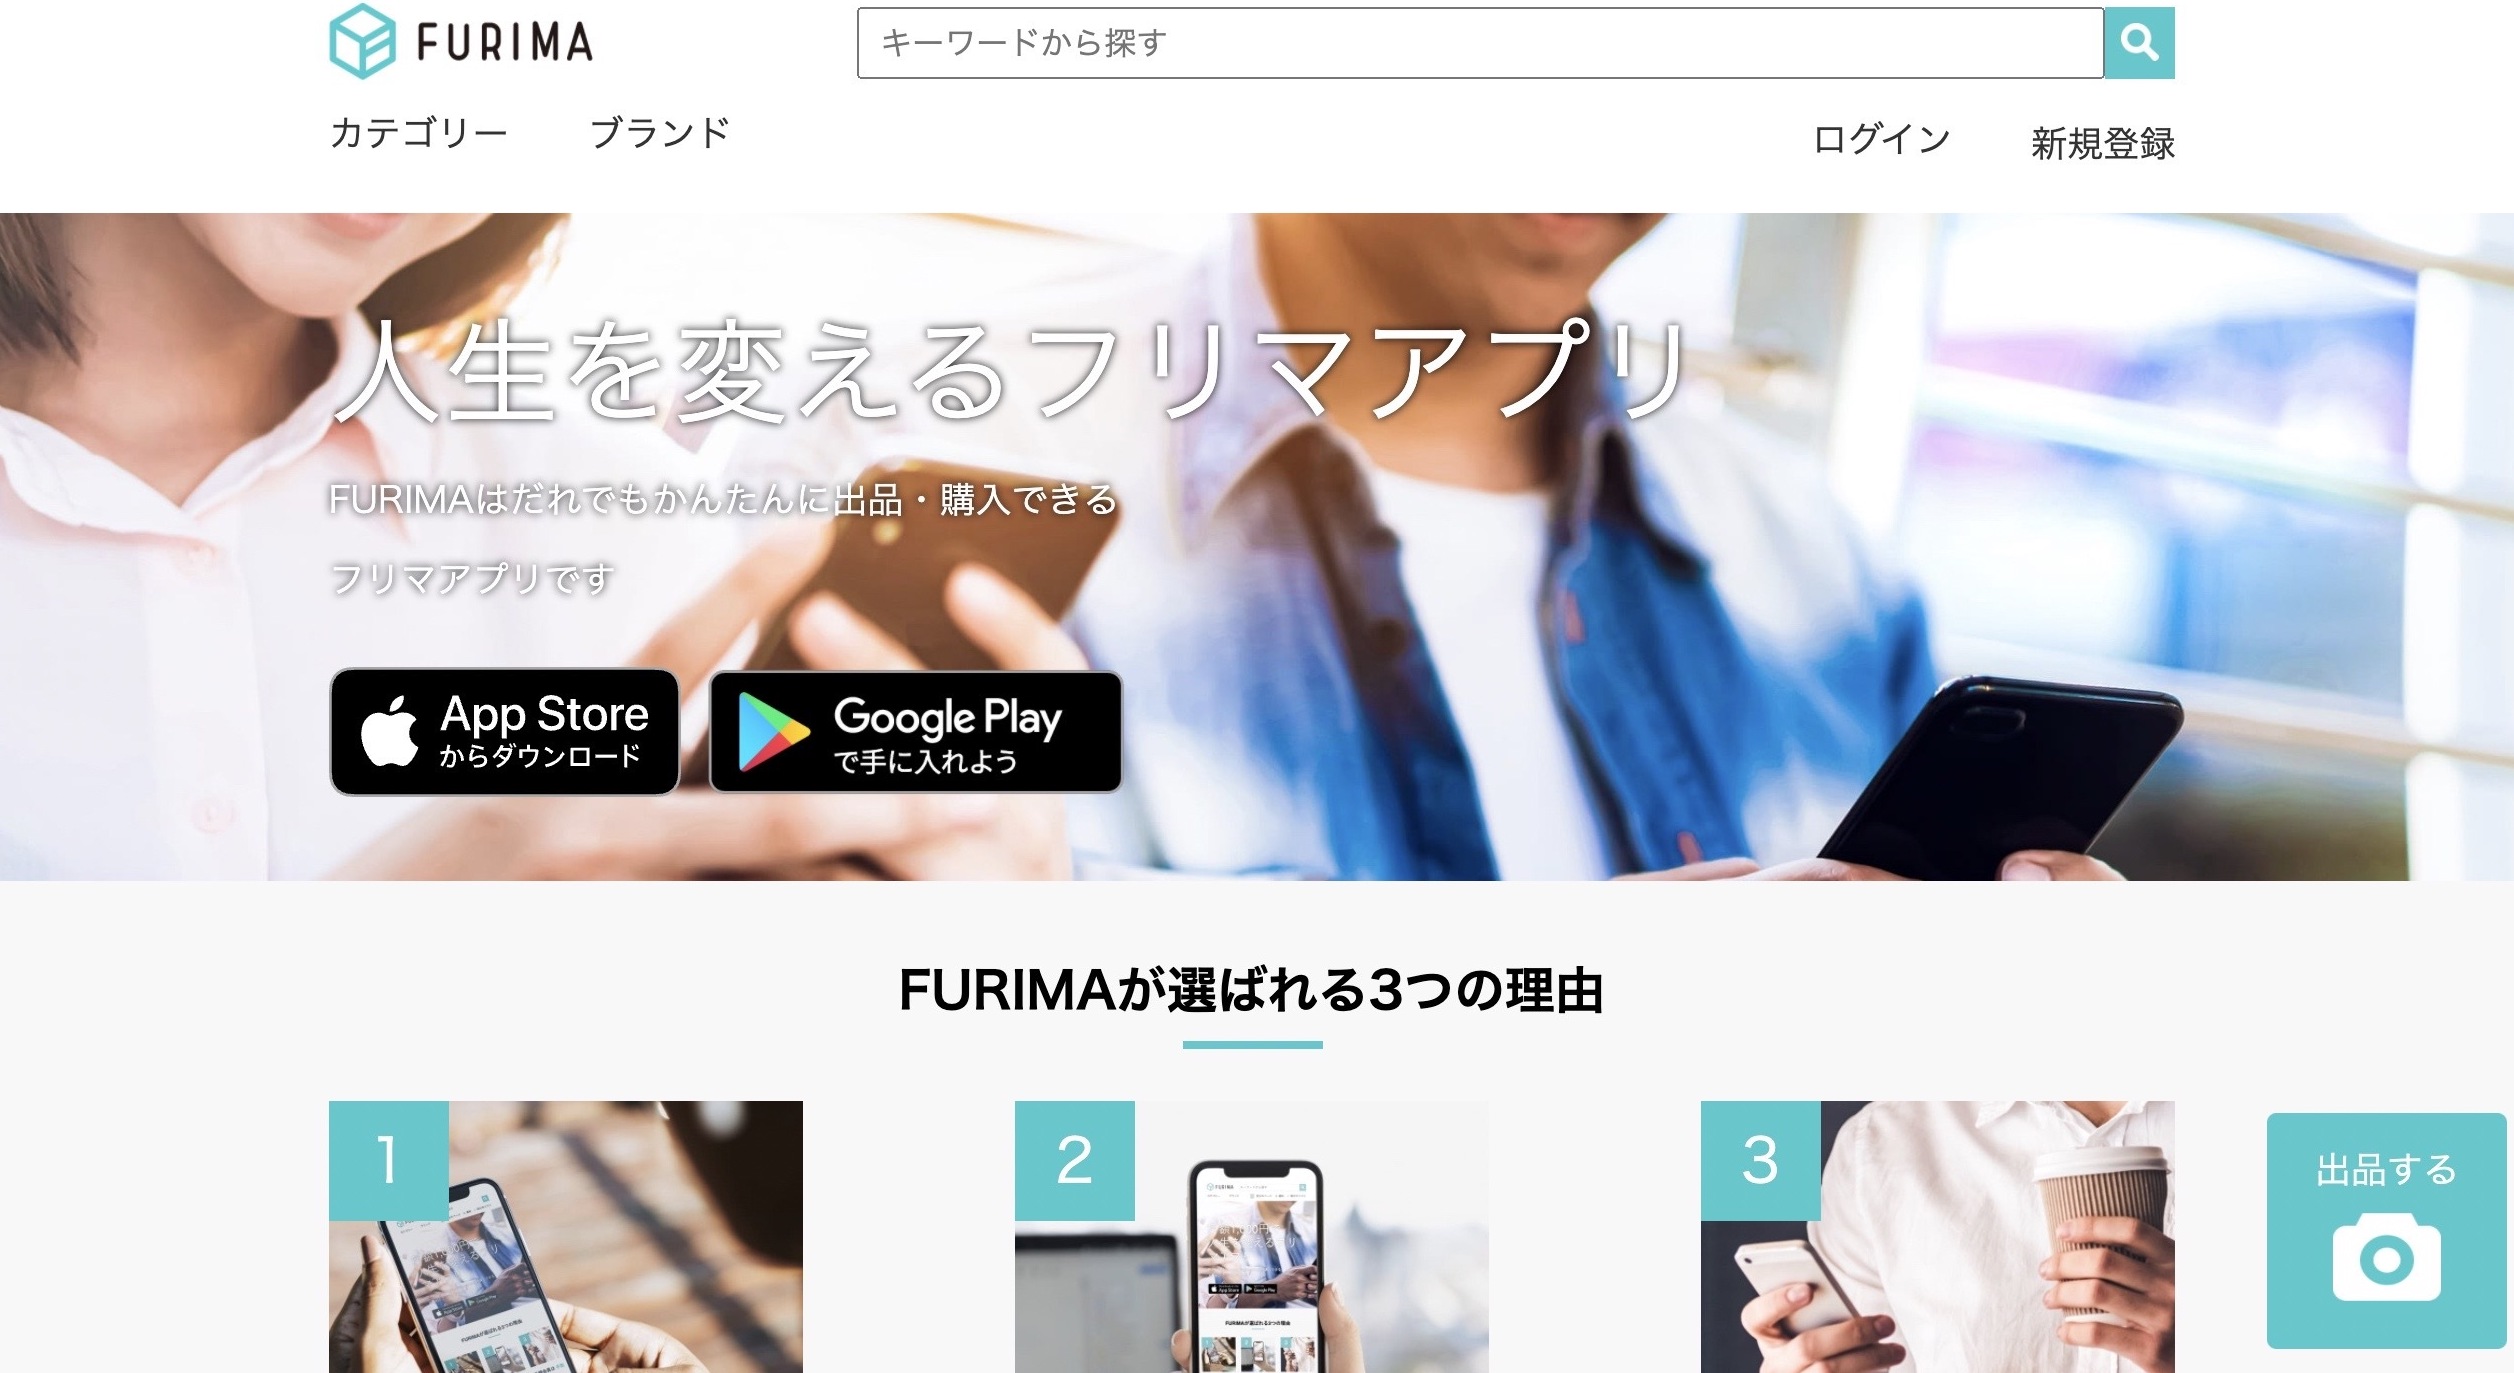 FURIMA
キーワードから探す
カテゴリー ブランド
ログイン 新規登録
人生を変えるフリマアプリ
FURIMAはだれでもかんたんに出品・購入できる
フリマアプリです
App Store
からダウンロード
Google Play
で手に入れよう
FURIMAが選ばれる3つの理由
1
2
3
出品する